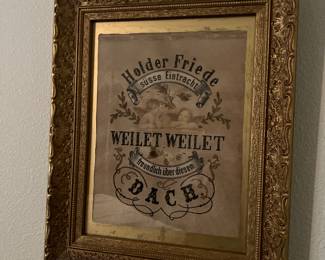 Holder Friede
süsse Eintracht
WEILET WEILET
freundlich über diesem
DACH